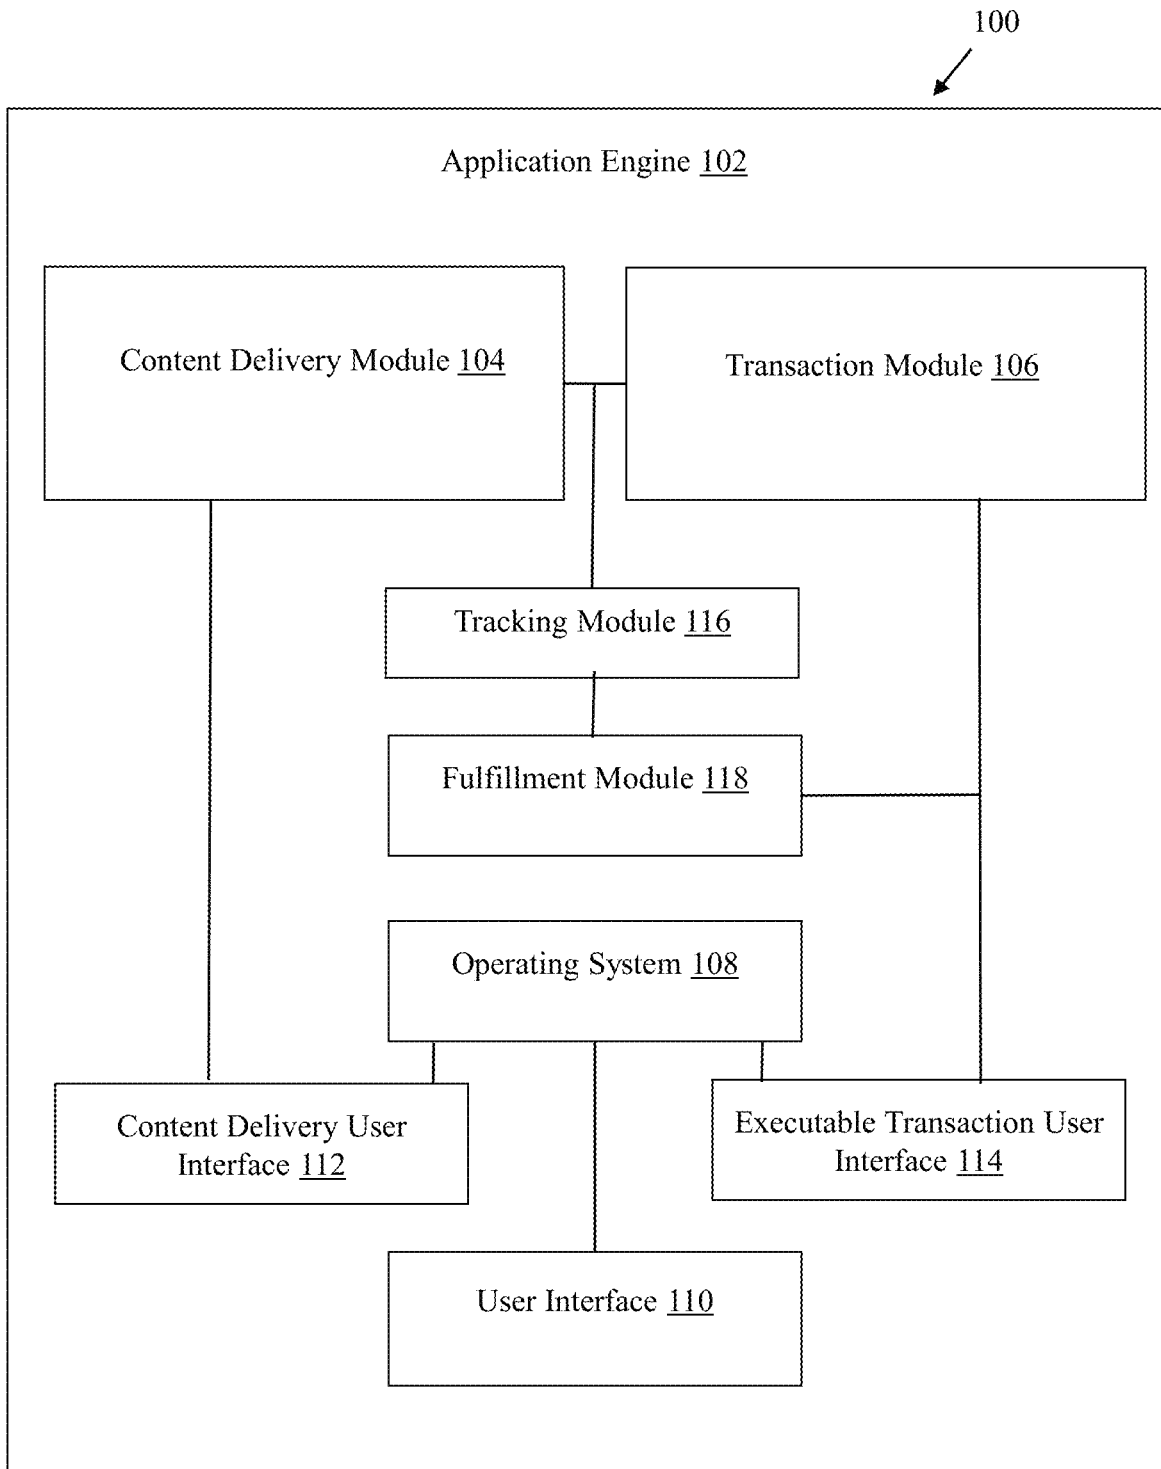 100
Application Engine 102
Content Delivery Module 104
Transaction Module 106
Tracking Module 116
Fulfillment Module 118
Operating System 108
Content Delivery User
Interface 112
Executable Transaction User
Interface 114
User Interface 110